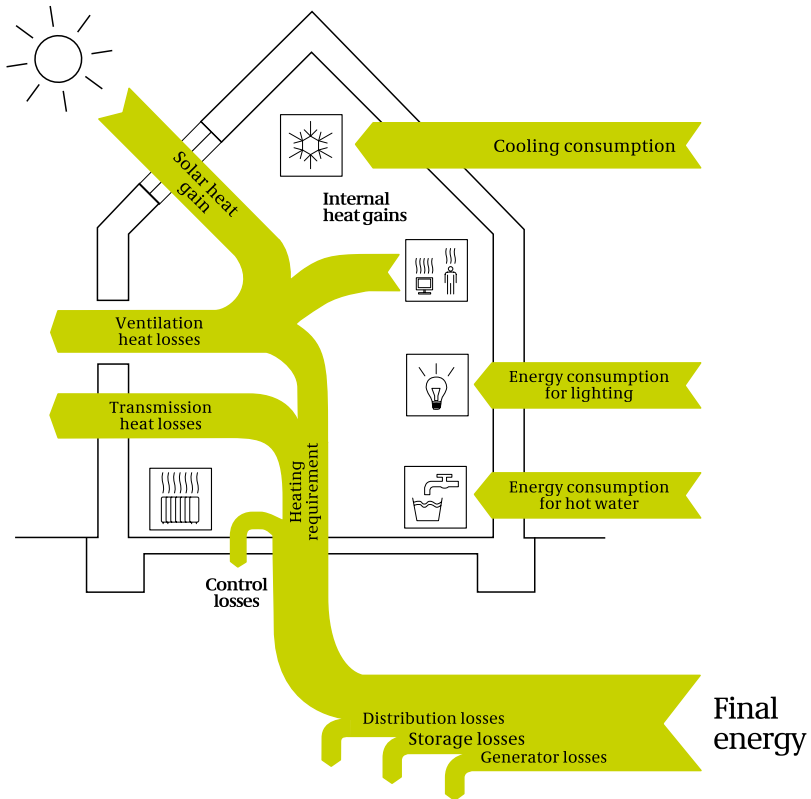 Cooling consumption
Solar heat
gain
Internal
heat gains
Ventilation
heat losses
Energy consumption
for lighting
Transmission
heat losses
Heating
requirement
Energy consumption
for hot water
Control
losses
Final
energy
Distribution losses
Storage losses
Generator losses